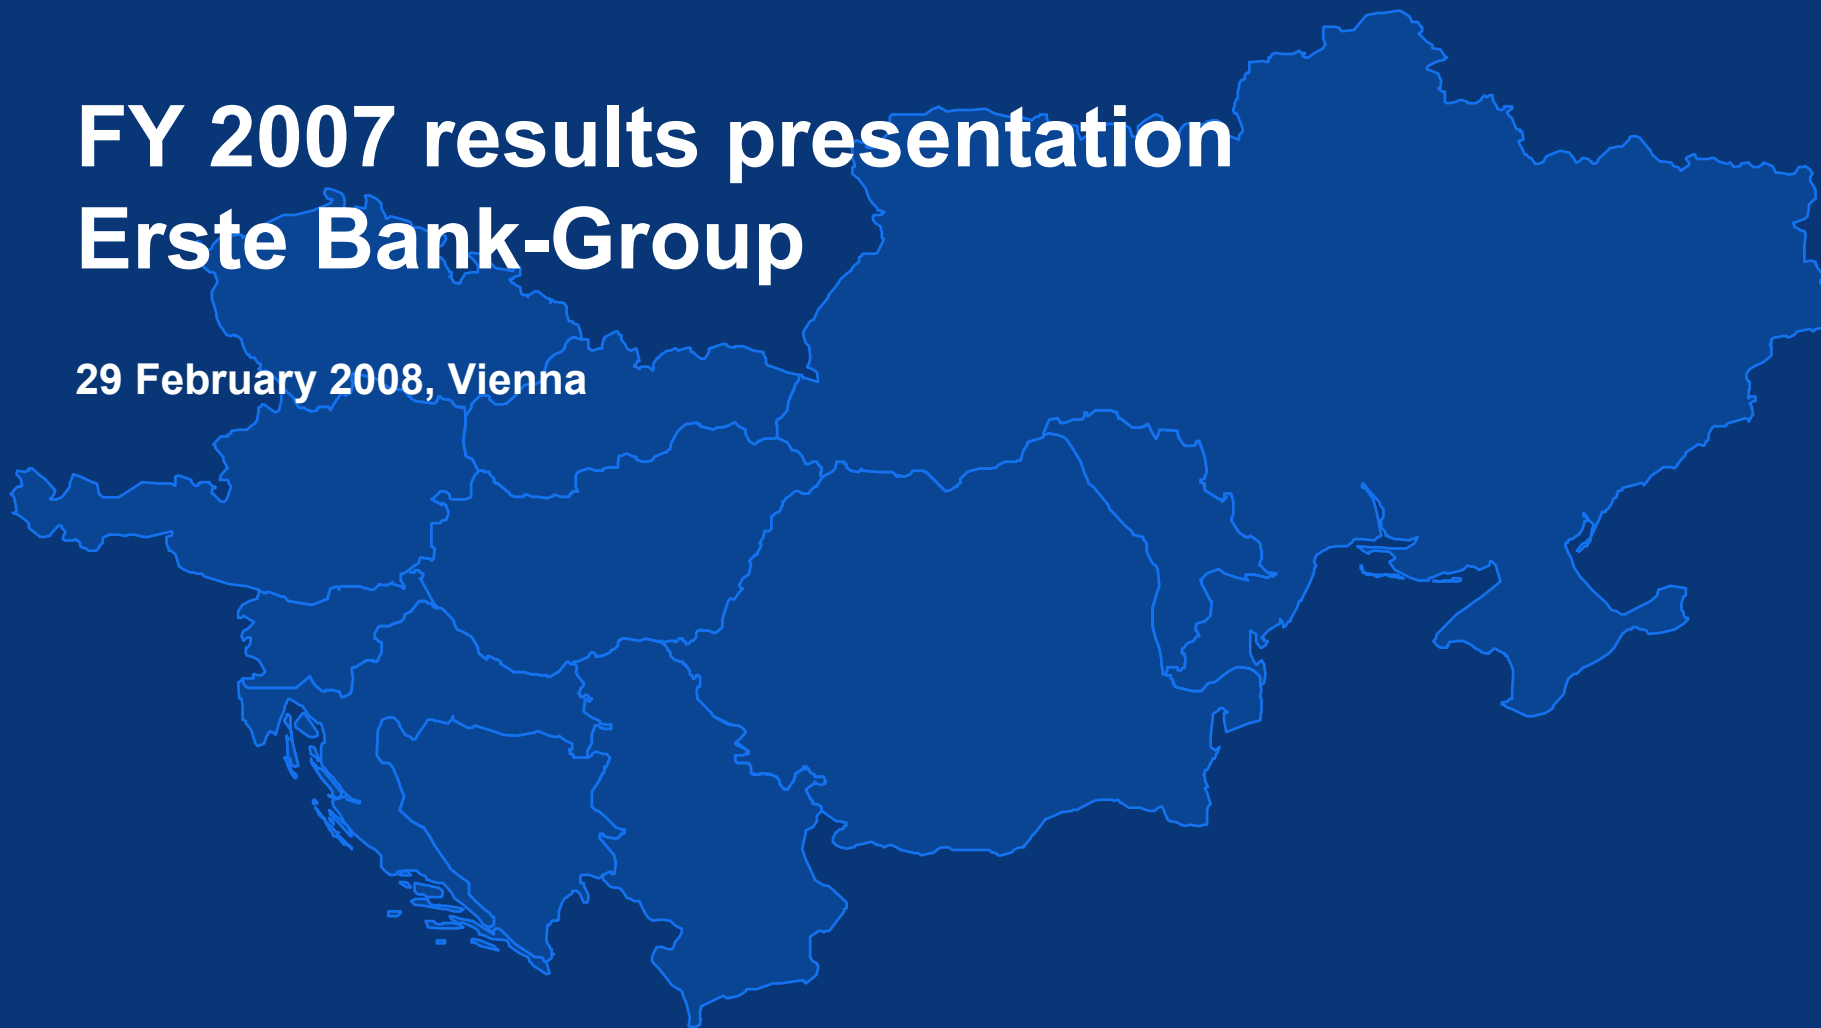 FY 2007 results presentation
Erste Bank-Group
29 February 2008, Vienna